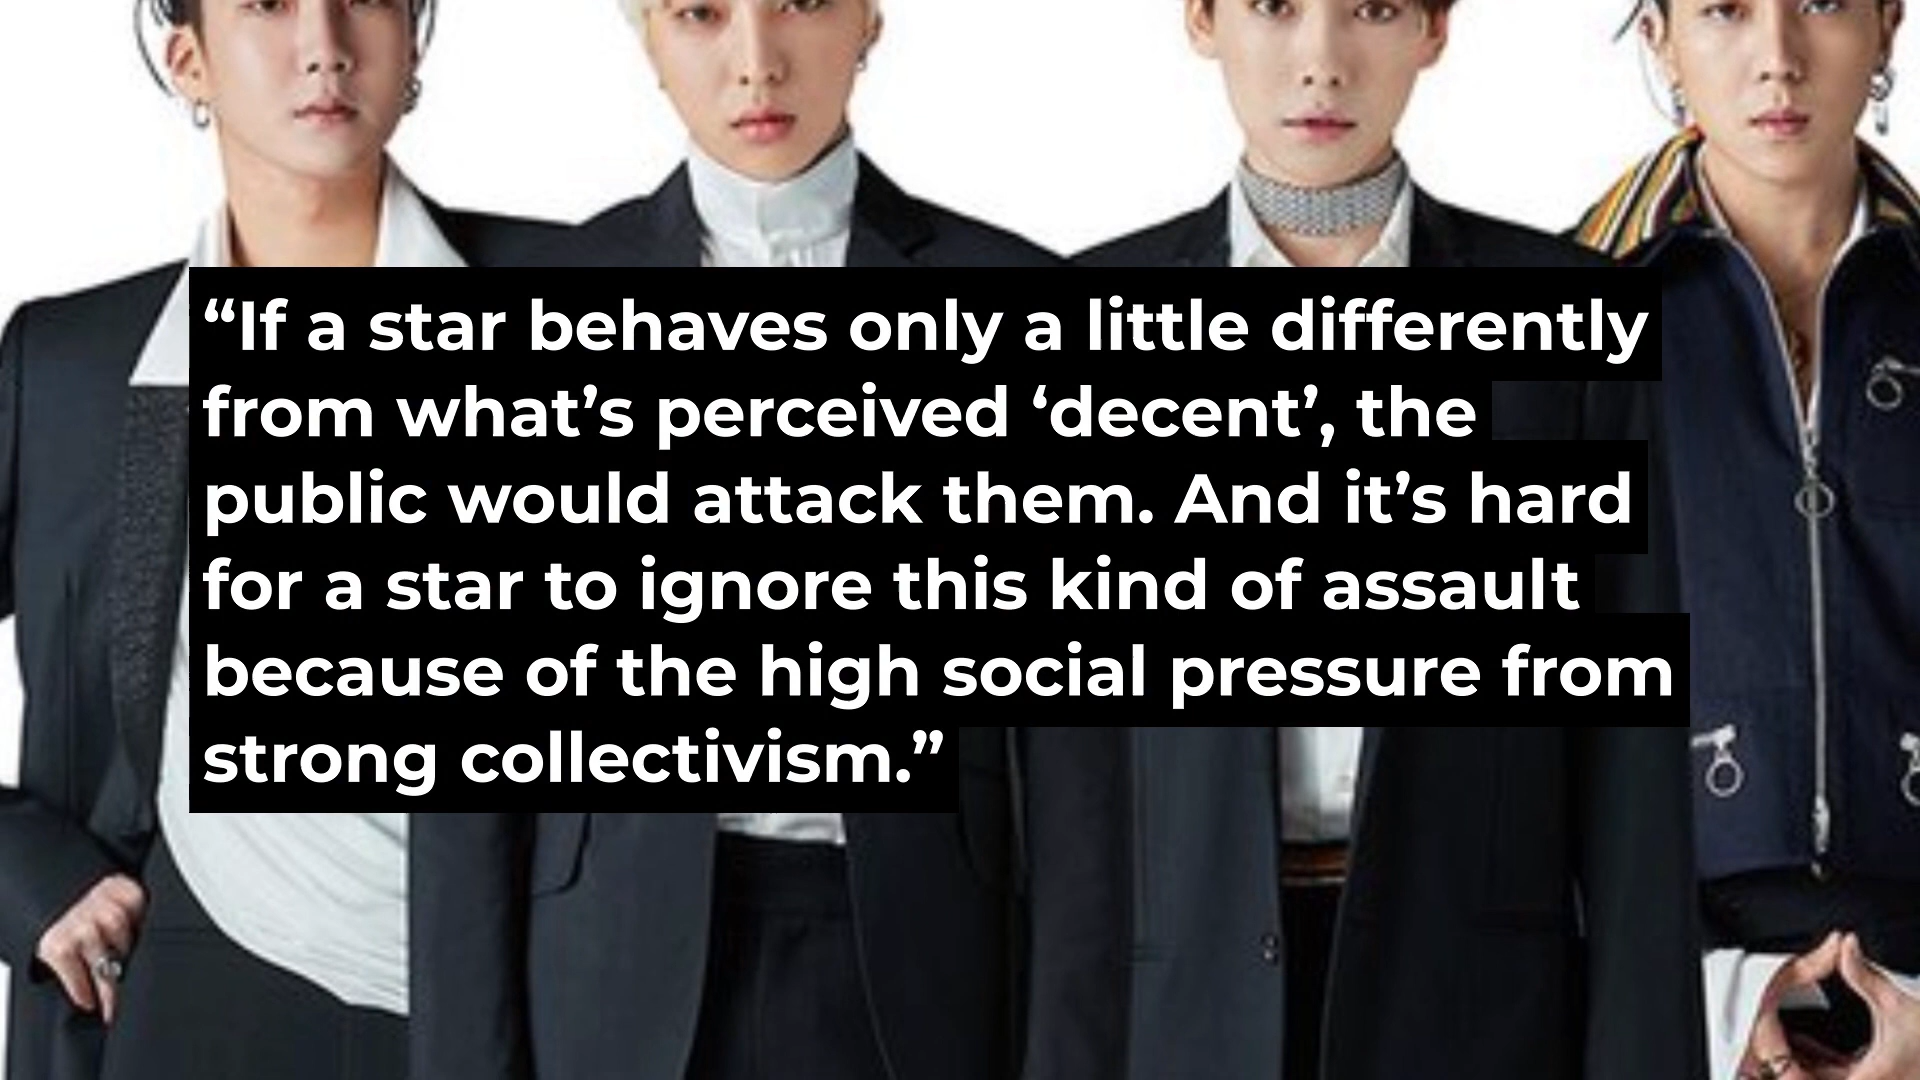 “If a star behaves only a little differently
from what’s perceived ‘decent’, the
public would attack them. And it’s hard
for a star to ignore this kind of assault
because of the high social pressure from
strong collectivism.”